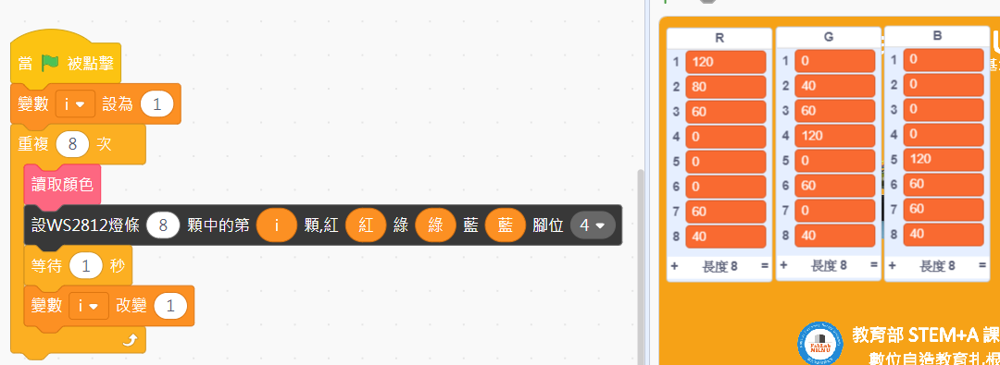 當 被點擊
變數 i 設為 1
重複 8 次
讀取顏色
設WS2812燈條 8 顆中的第 i 顆,紅 紅 綠 綠 藍 藍 腳位 4
等待 1 秒
變數 i 改變 1
R
1 120
2 80
3 60
4 0
5 0
6 0
7 60
8 40
+ 長度 8 =
G
1 0
2 40
3 60
4 120
5 0
6 60
7 0
8 40
+ 長度 8 =
B
1 0
2 0
3 0
4 0
5 120
6 60
7 60
8 40
+ 長度 8 =
教育部 STEM+A 課
數位自造教育扎根